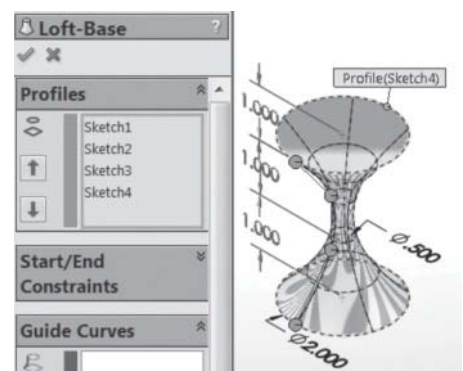 Loft-Base ?
Profiles
Sketch1
Sketch2
Sketch3
Sketch4
Start/End
Constraints
Guide Curves
Profile(Sketch4)
1.000
1.000
1.000
Ø.500
Ø2.000